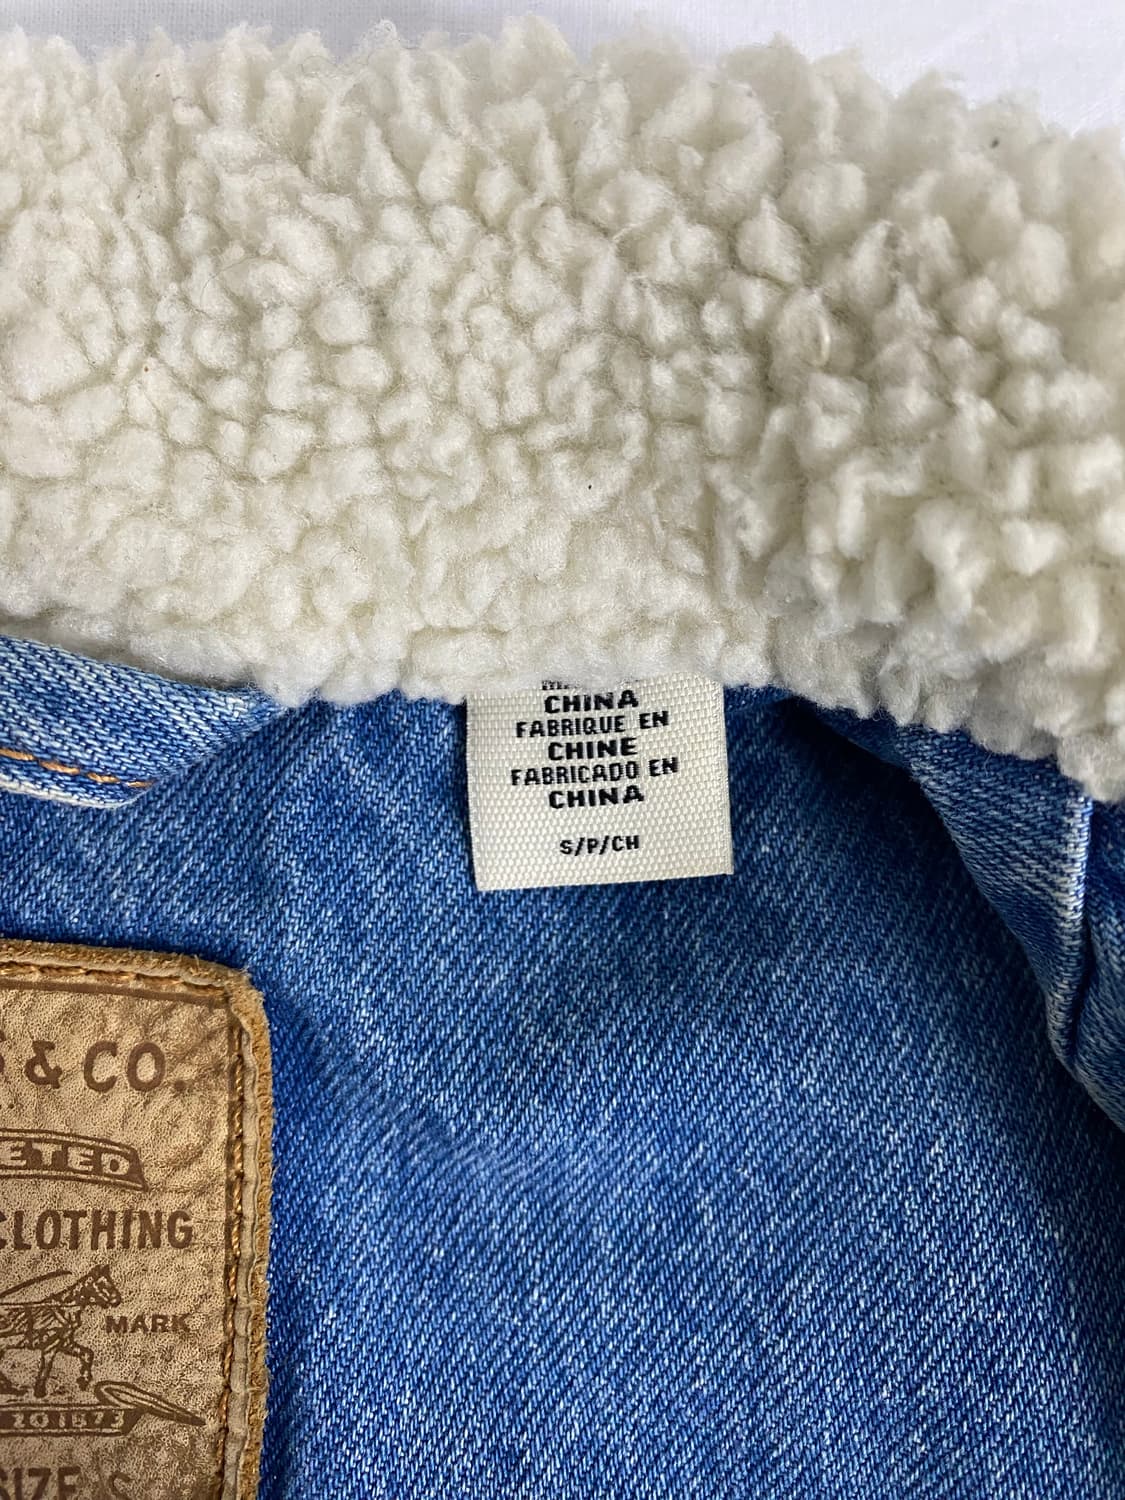 CHINA
FABRIQUE EN
CHINE
FABRICADO EN
CHINA
S/P/CH
& CO.
CLOTHING
MARK
SIZE S